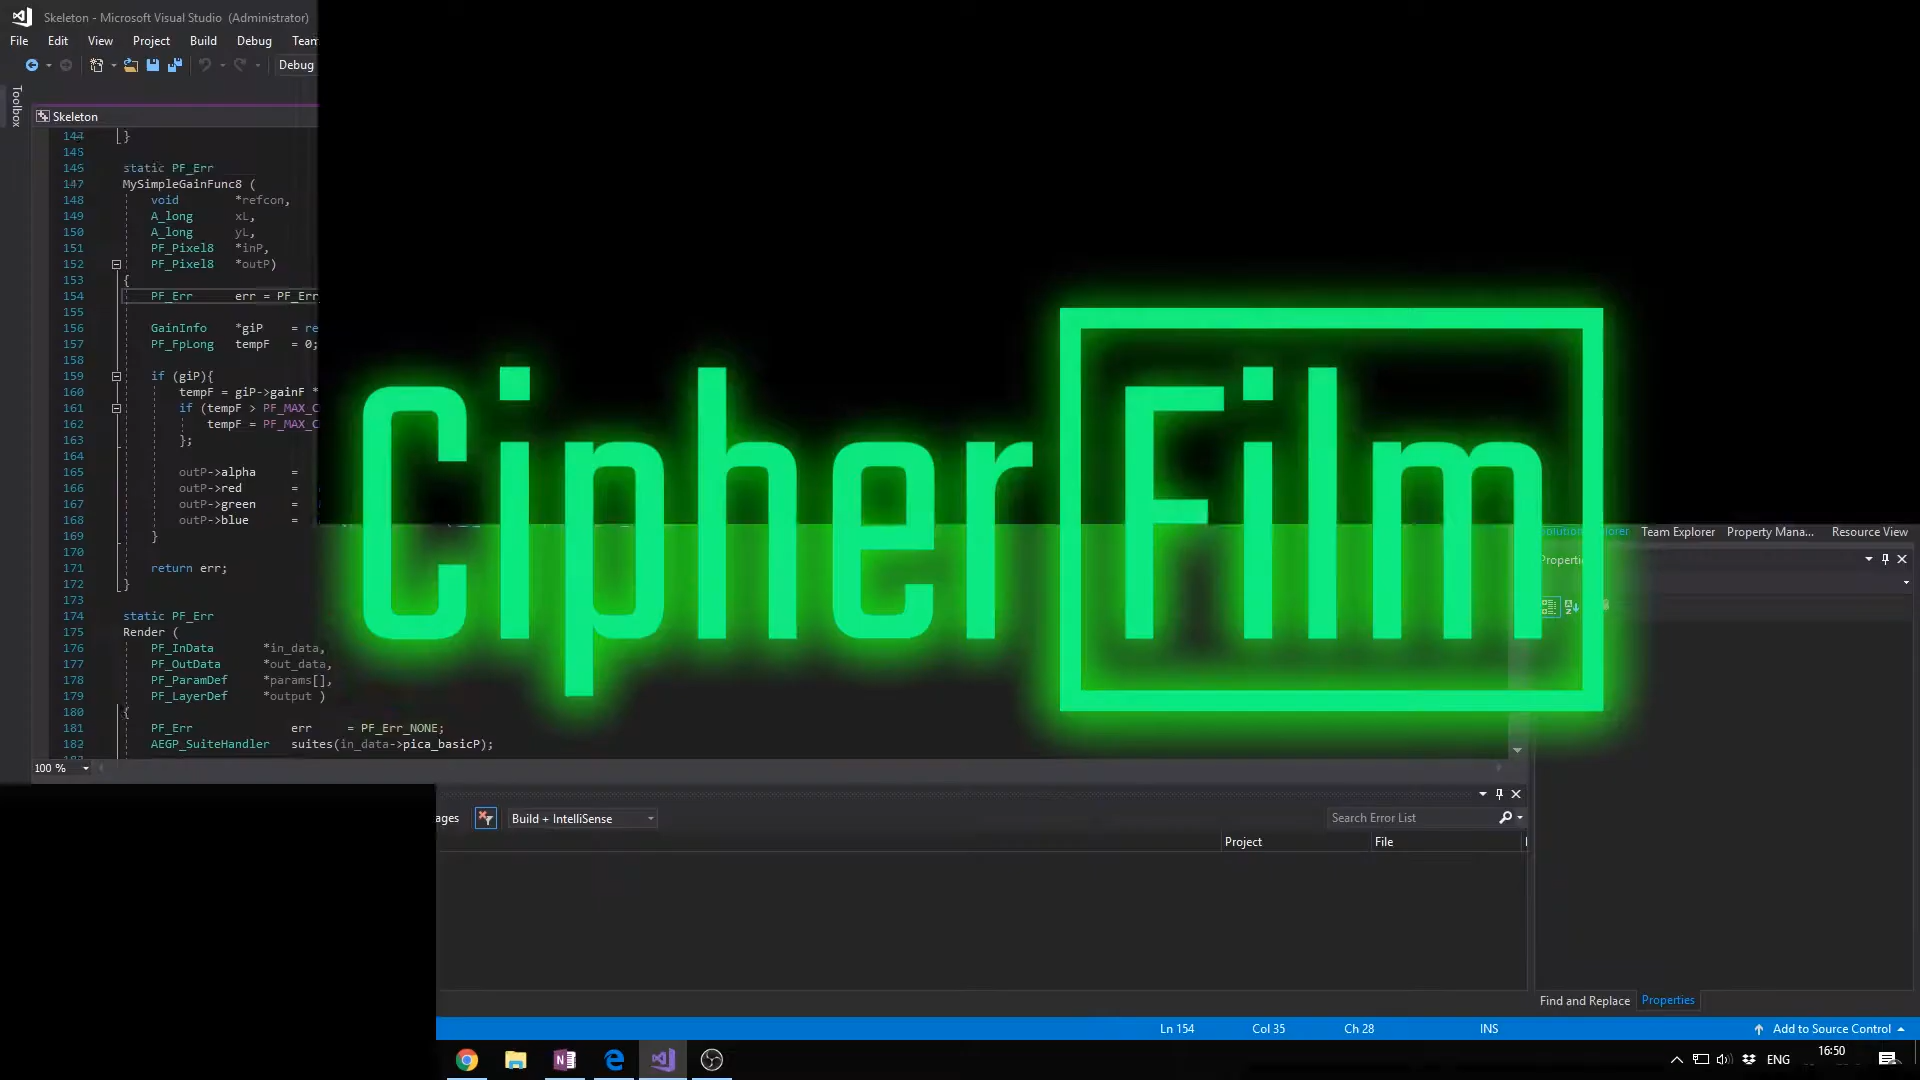 Skeleton - Microsoft Visual Studio (Administrator)
File Edit View Project Build Debug Team
Debug
Toolbox
Skeleton
144 }
145
146 static PF_Err
147 MySimpleGainFunc8 (
148 void *refcon,
149 A_long xL,
150 A_long yL,
151 PF_Pixel8 *inP,
152 PF_Pixel8 *outP)
153 {
154 PF_Err err = PF_Err
155
156 GainInfo *giP = re
157 PF_FpLong tempF = 0;
158
159 if (giP){
160 tempF = giP->gainF *
161 if (tempF > PF_MAX_C
162 tempF = PF_MAX_C
163 };
164
165 outP->alpha =
166 outP->red =
167 outP->green =
168 outP->blue =
169 }
170
171 return err;
172 }
173
174 static PF_Err
175 Render (
176 PF_InData *in_data,
177 PF_OutData *out_data,
178 PF_ParamDef *params[],
179 PF_LayerDef *output )
180 {
181 PF_Err err = PF_Err_NONE;
182 AEGP_SuiteHandler suites(in_data->pica_basicP);
100 %
Cipher Film
Team Explorer Property Mana... Resource View
Properti
ages Build + IntelliSense Search Error List
Project File
Find and Replace Properties
Ln 154 Col 35 Ch 28 INS Add to Source Control
ENG 16:50